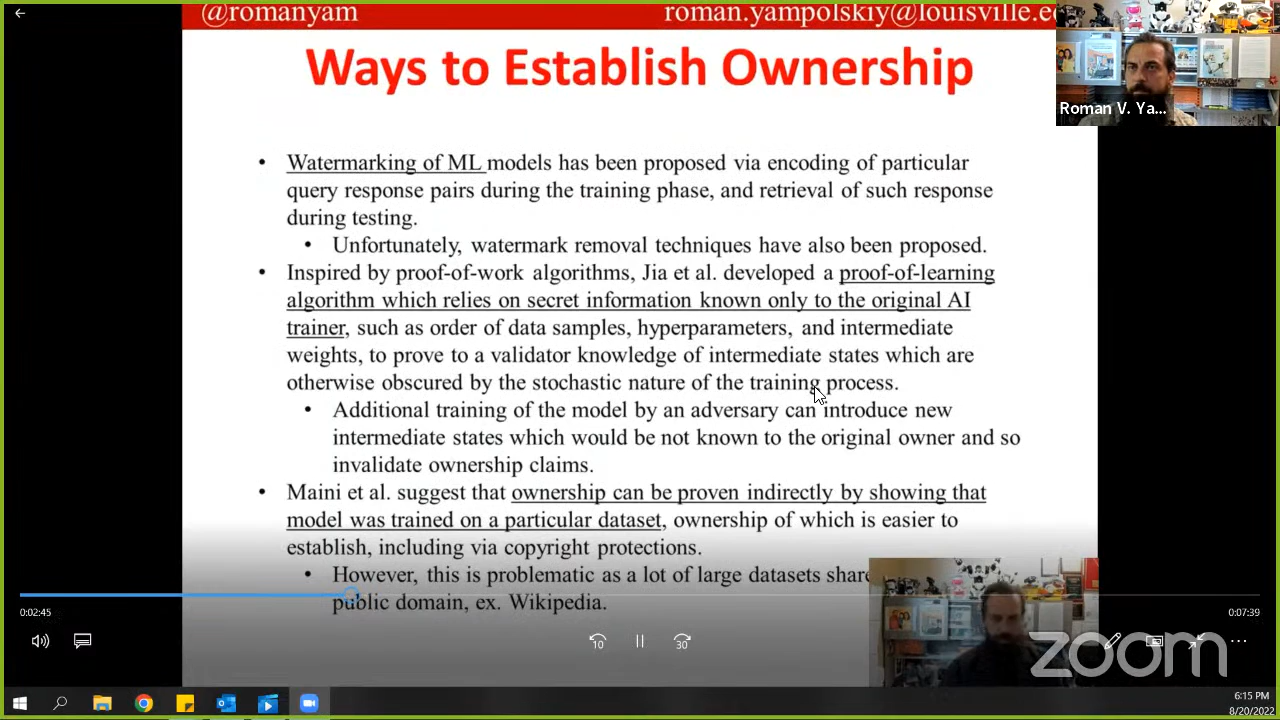 @romanyam roman.yampolskiy@louisville.e
Roman V. Ya...
Ways to Establish Ownership
• Watermarking of ML models has been proposed via encoding of particular
query response pairs during the training phase, and retrieval of such response
during testing.
• Unfortunately, watermark removal techniques have also been proposed.
• Inspired by proof-of-work algorithms, Jia et al. developed a proof-of-learning
algorithm which relies on secret information known only to the original AI
trainer, such as order of data samples, hyperparameters, and intermediate
weights, to prove to a validator knowledge of intermediate states which are
otherwise obscured by the stochastic nature of the training process.
• Additional training of the model by an adversary can introduce new
intermediate states which would be not known to the original owner and so
invalidate ownership claims.
• Maini et al. suggest that ownership can be proven indirectly by showing that
model was trained on a particular dataset, ownership of which is easier to
establish, including via copyright protections.
• However, this is problematic as a lot of large datasets share
public domain, ex. Wikipedia.
0:02:45 0:07:39
10 30
zoom
6:15 PM
8/20/2022